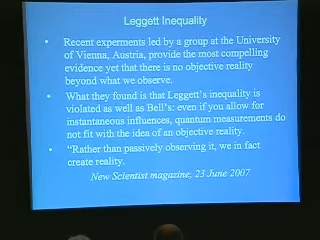 Leggett Inequality
• Recent experments led by a group at the University
of Vienna, Austria, provide the most compelling
evidence yet that there is no objective reality
beyond what we observe.
• What they found is that Leggett's inequality is
violated as well as Bell's: even if you allow for
instantaneous influences, quantum measurements do
not fit with the idea of an objective reality.
• "Rather than passively observing it, we in fact
create reality.
New Scientist magazine, 23 June 2007